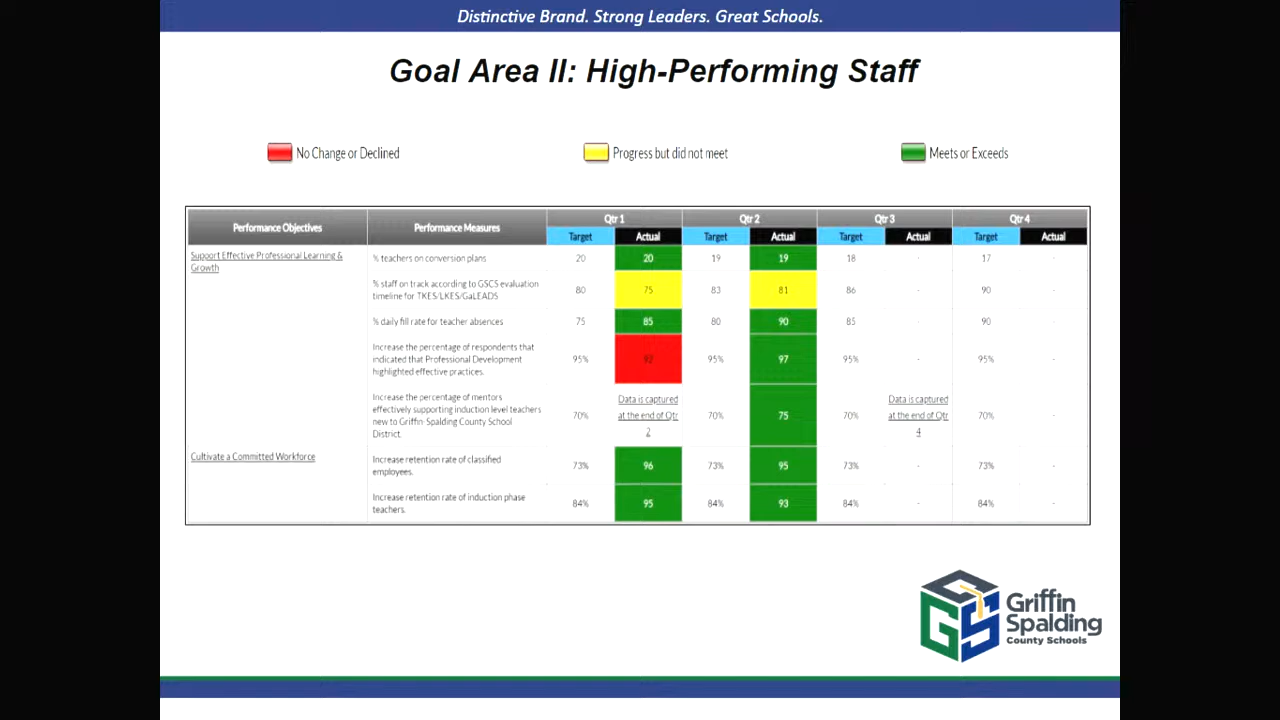 Distinctive Brand. Strong Leaders. Great Schools.
Goal Area II: High-Performing Staff
No Change or Declined
Progress but did not meet
Meets or Exceeds
Performance Objectives
Performance Measures
Qtr 1
Qtr 2
Qtr 3
Qtr 4
Target
Actual
Target
Actual
Target
Actual
Target
Actual
Support Effective Professional Learning &
Growth
% teachers on conversion plans
20
20
19
19
18
-
17
-
% staff on track according to GSCS evaluation
timeline for TKES/LKES/GaLEADS
80
75
83
81
86
-
90
-
% daily fill rate for teacher absences
75
85
80
90
85
-
90
-
Increase the percentage of respondents that
indicated that Professional Development
highlighted effective practices.
95%
92
95%
97
95%
-
95%
-
Increase the percentage of mentors
effectively supporting induction level teachers
new to Griffin-Spalding County School
District.
70%
Data is captured
at the end of Qtr
2
70%
75
70%
Data is captured
at the end of Qtr
4
70%
-
Cultivate a Committed Workforce
Increase retention rate of classified
employees.
73%
96
73%
95
73%
-
73%
-
Increase retention rate of induction phase
teachers.
84%
95
84%
93
84%
-
84%
-
GCS
Griffin
Spalding
County Schools